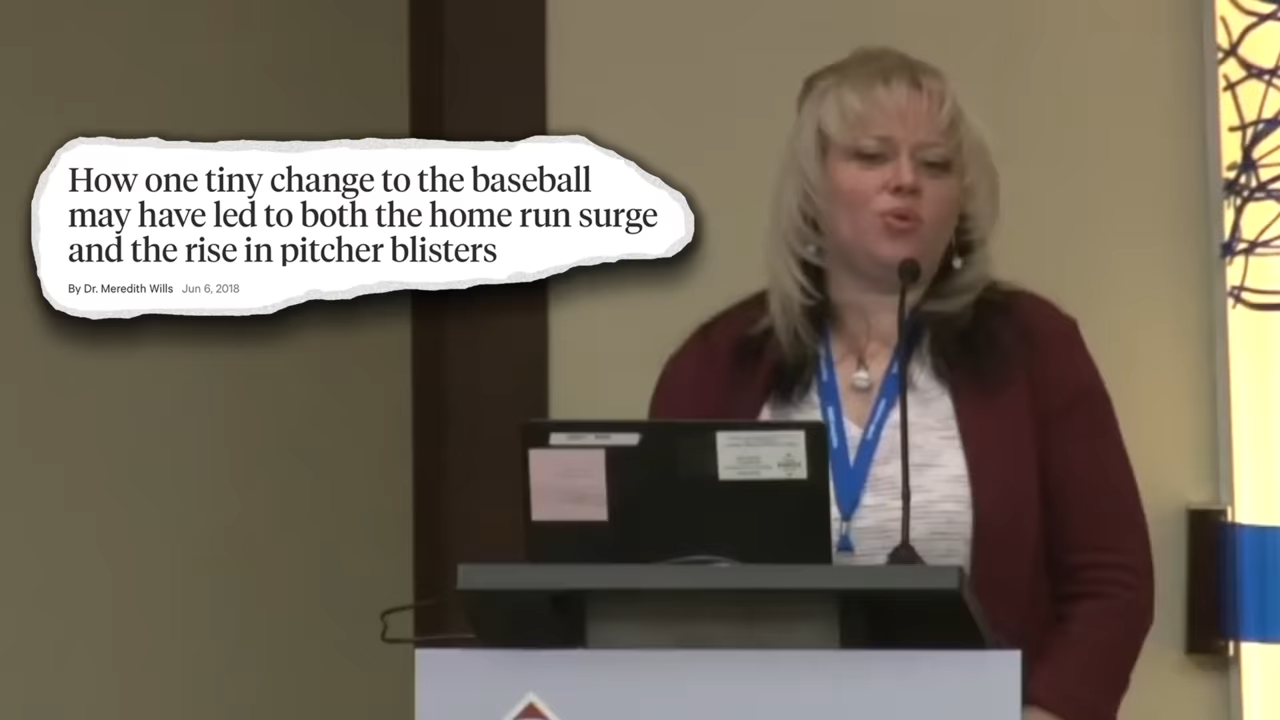 How one tiny change to the baseball
may have led to both the home run surge
and the rise in pitcher blisters
By Dr. Meredith Wills Jun 6, 2018